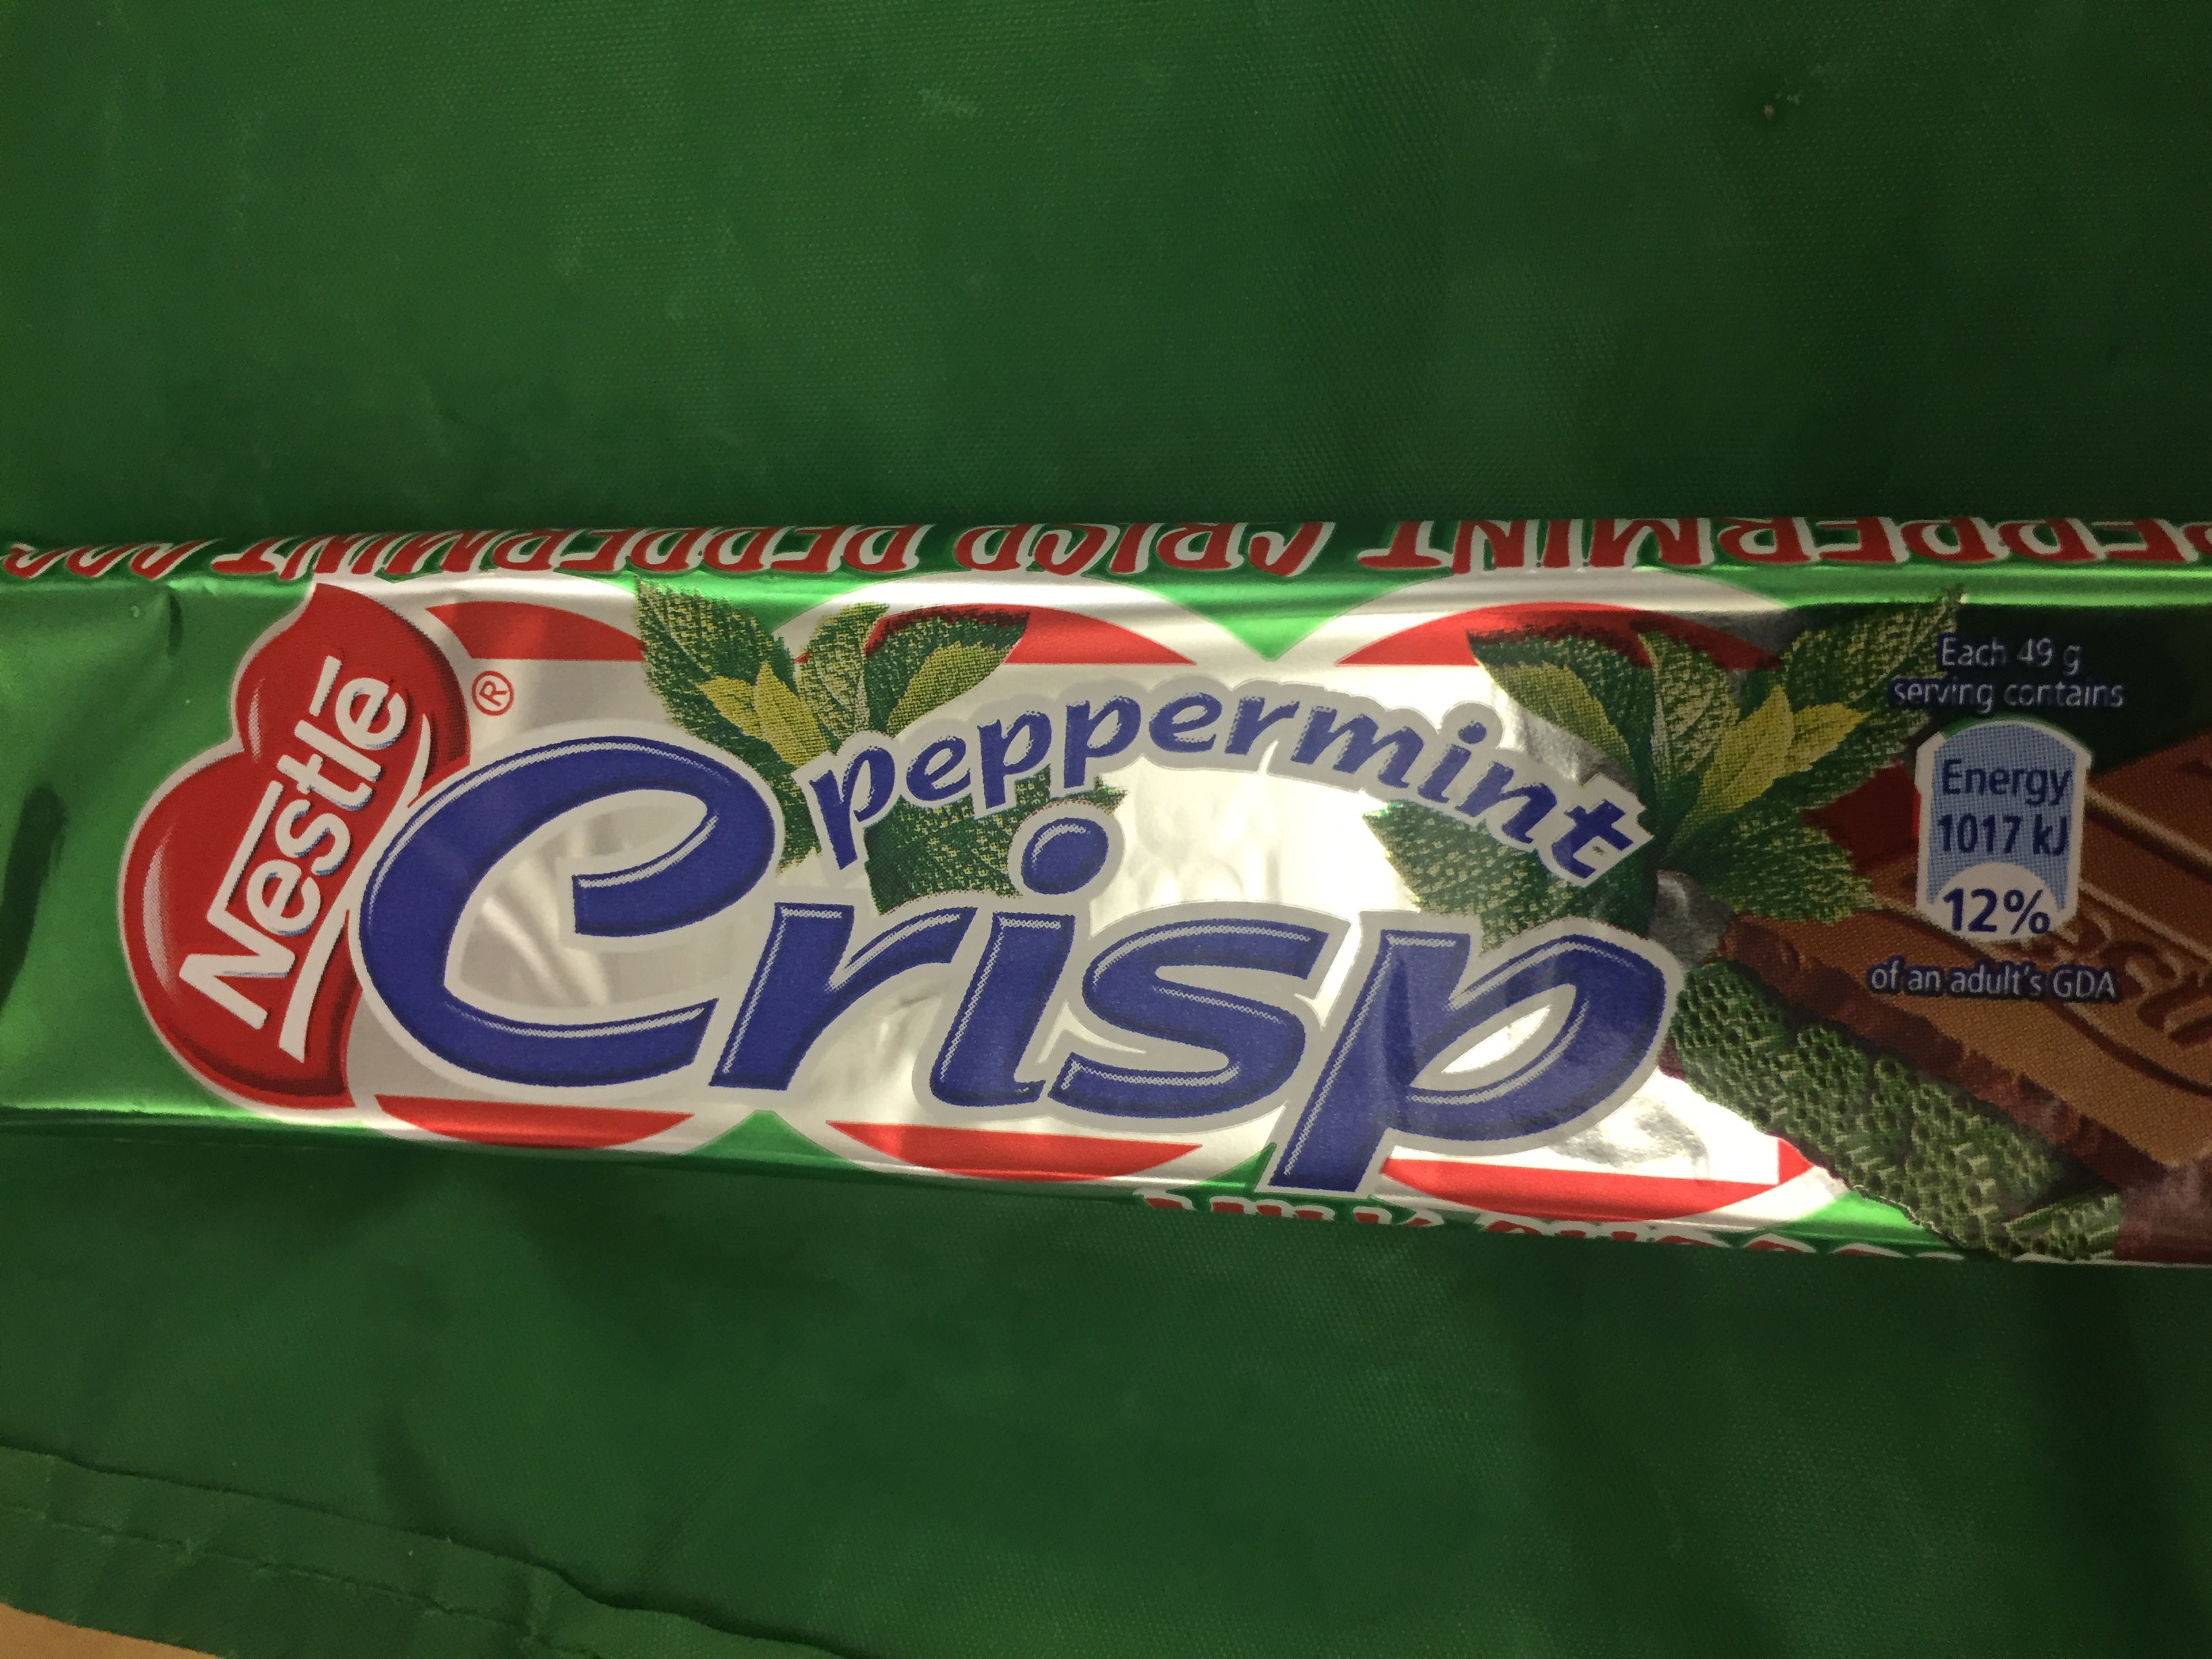 Nestlé
®
Peppermint
Crisp
Each 49 g
serving contains
Energy
1017 kJ
12%
of an adult's GDA
PEPPERMINT CRISP PEPPERMINT